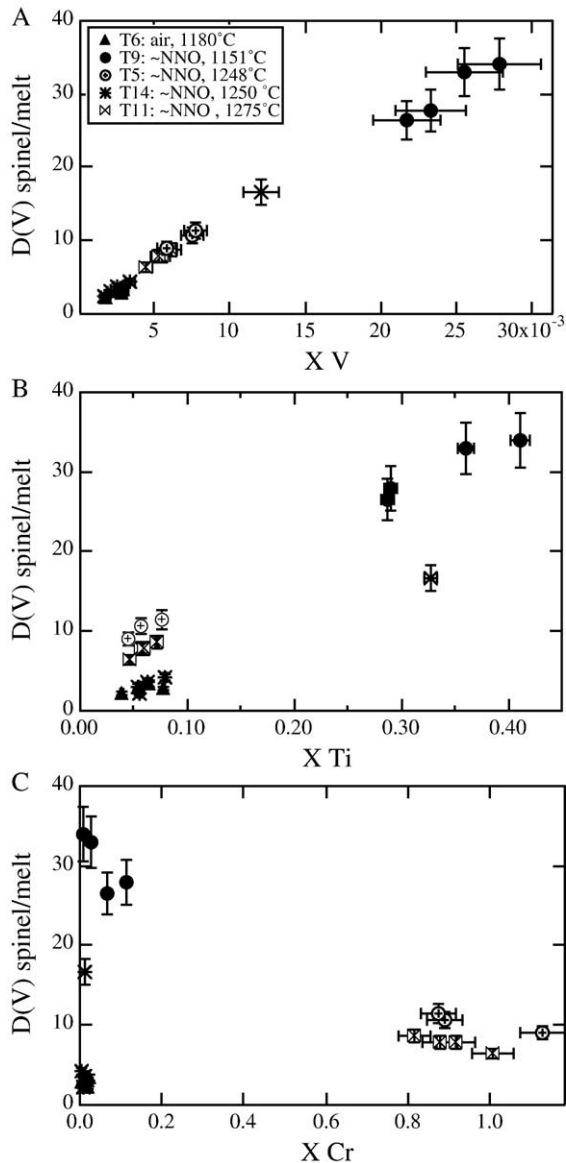 A
T6: air, 1180˚C
T9: ~NNO, 1151˚C
T5: ~NNO, 1248˚C
T14: ~NNO, 1250 ˚C
T11: ~NNO , 1275˚C
D(V) spinel/melt
40
30
20
10
0
5 10 15 20 25 30x10⁻³
X V
B
D(V) spinel/melt
40
30
20
10
0
0.00 0.10 0.20 0.30 0.40
X Ti
C
D(V) spinel/melt
40
30
20
10
0
0.0 0.2 0.4 0.6 0.8 1.0
X Cr